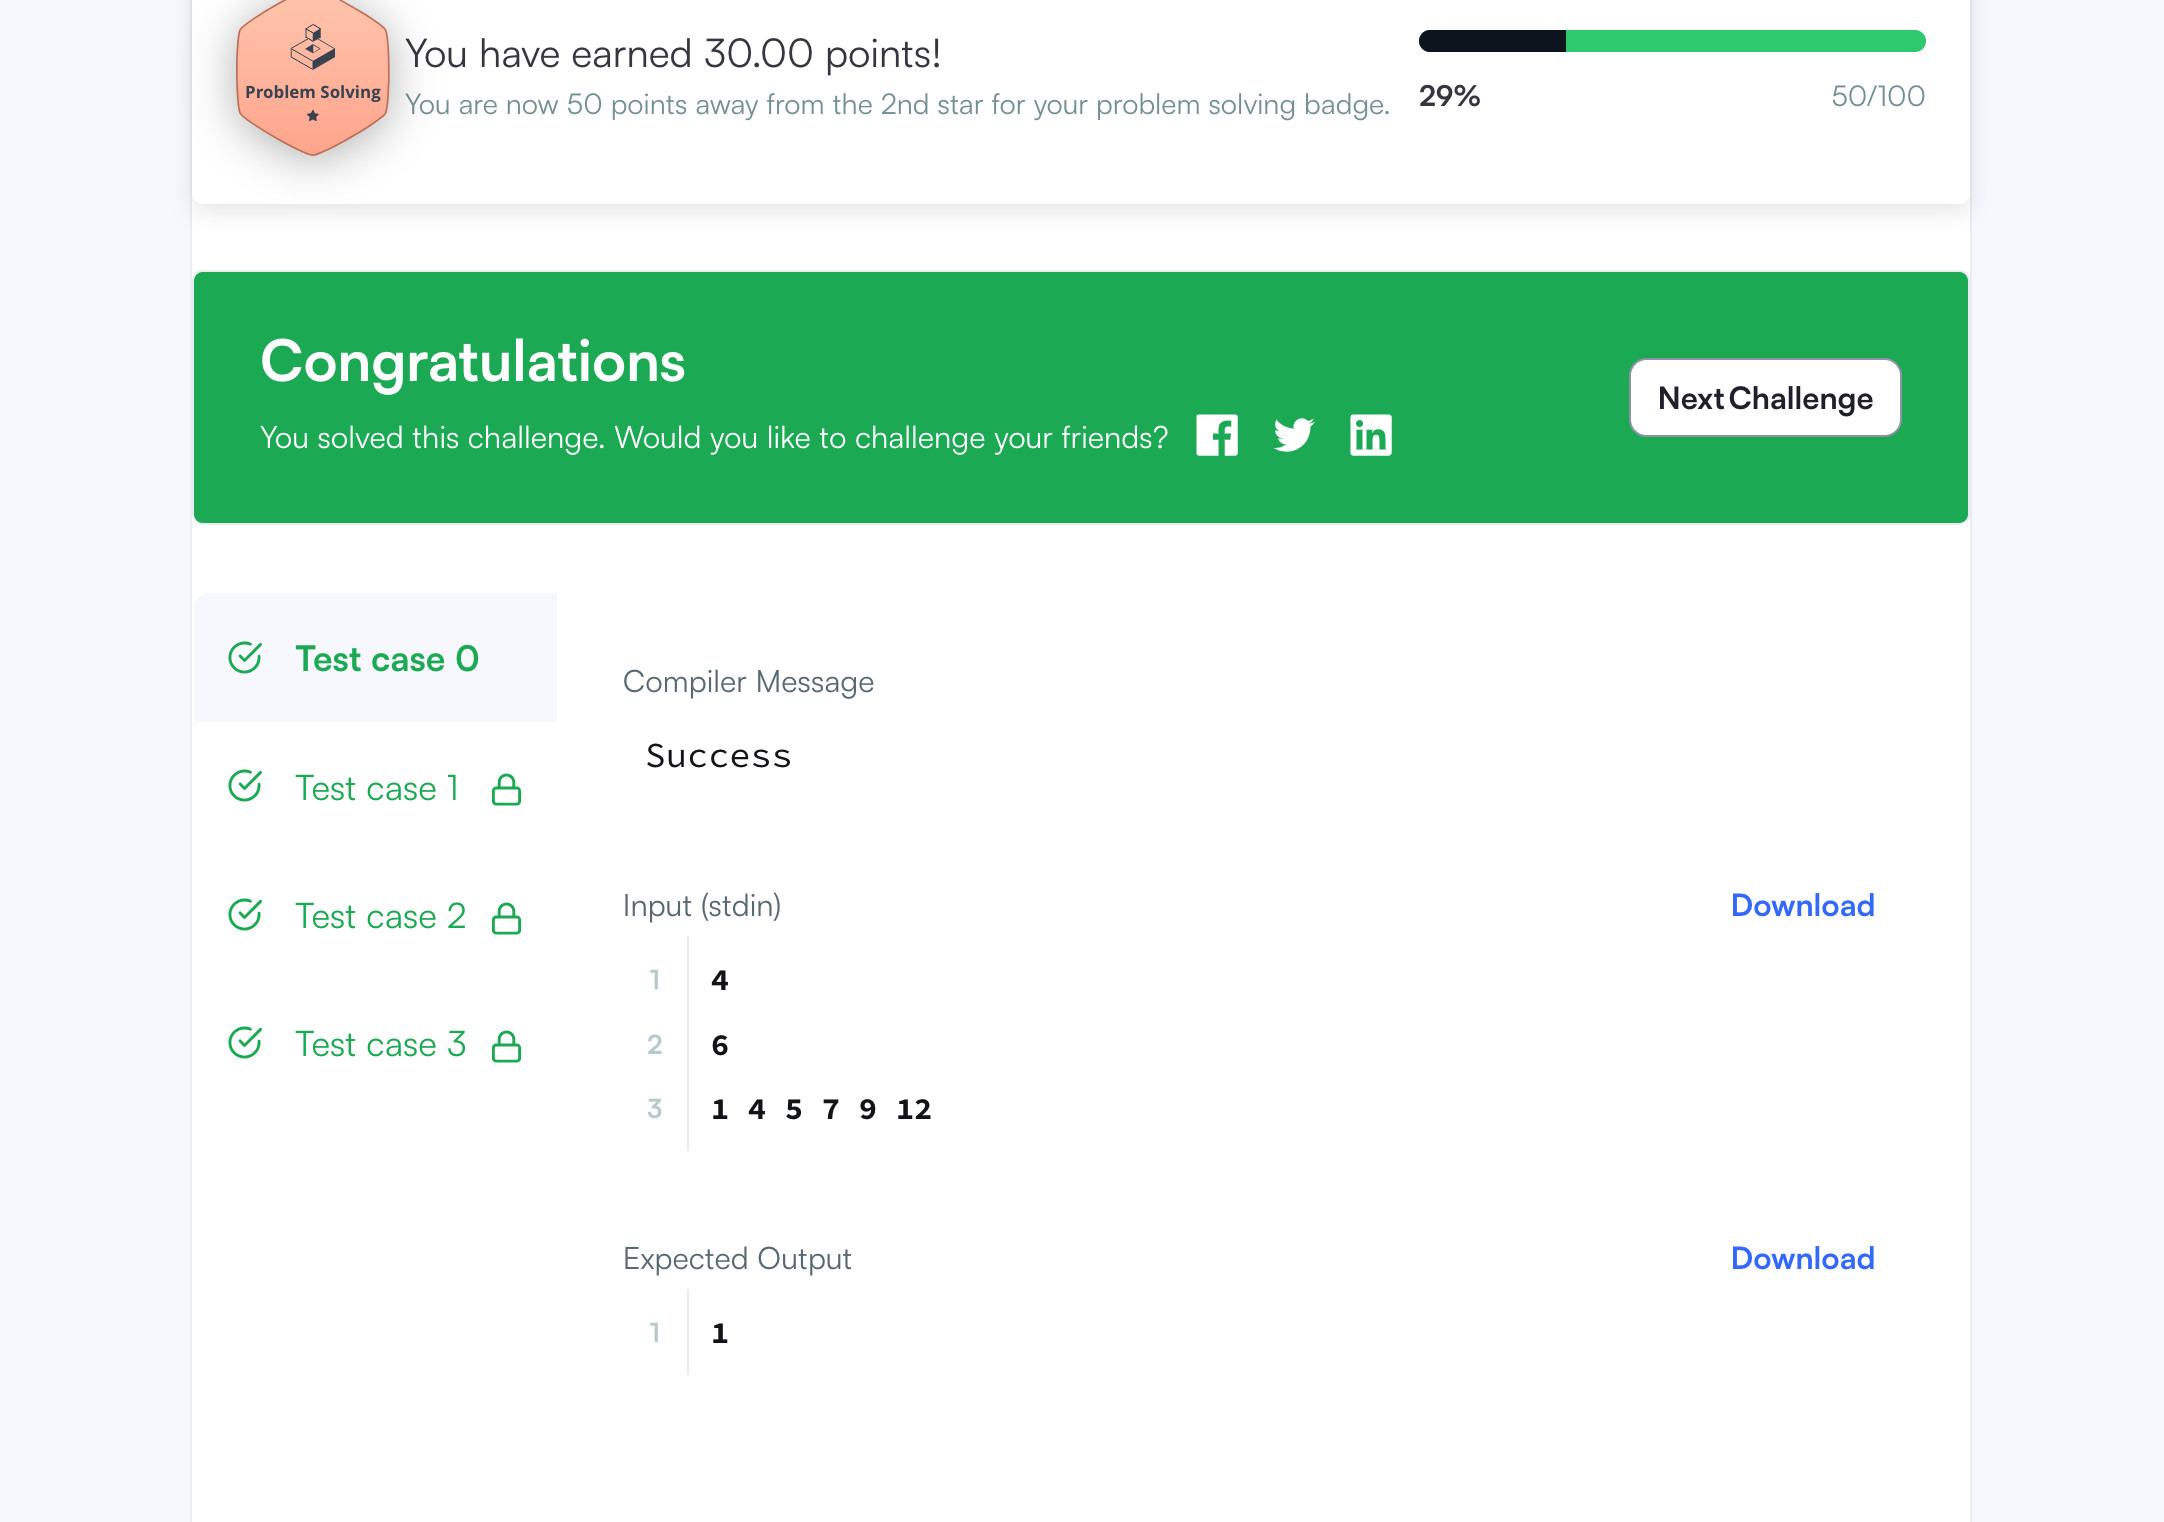 Problem Solving
You have earned 30.00 points!
You are now 50 points away from the 2nd star for your problem solving badge.
29%
50/100
Congratulations
You solved this challenge. Would you like to challenge your friends?
Next Challenge
Test case 0
Test case 1
Test case 2
Test case 3
Compiler Message
Success
Input (stdin)
Download
1 4
2 6
3 1 4 5 7 9 12
Expected Output
Download
1 1